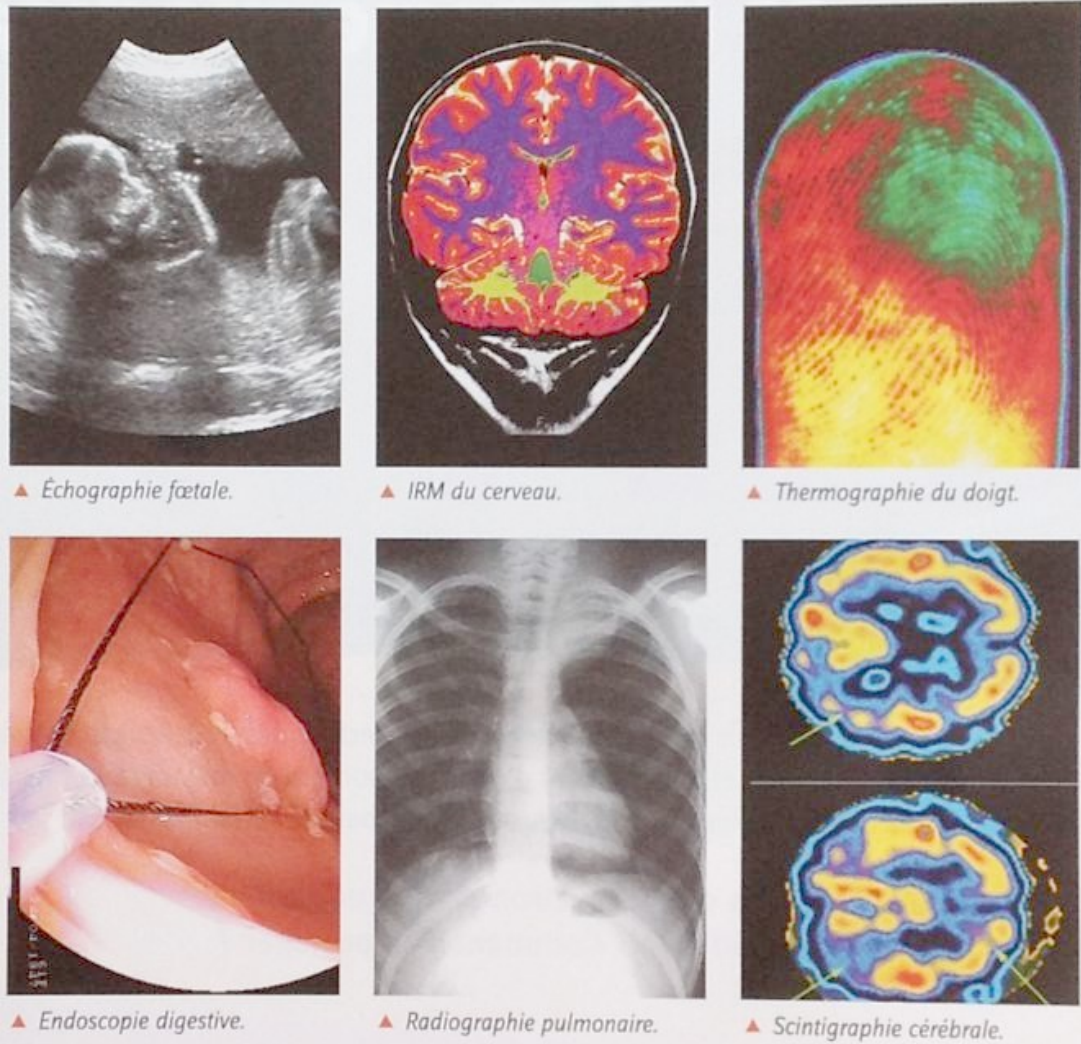 ▲ Échographie fœtale.
▲ IRM du cerveau.
▲ Thermographie du doigt.
▲ Endoscopie digestive.
▲ Radiographie pulmonaire.
▲ Scintigraphie cérébrale.